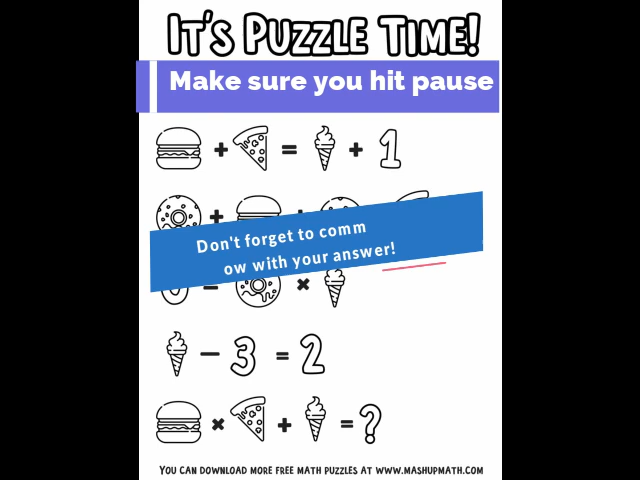 IT'S PUZZLE TIME!
Make sure you hit pause
+ = + 1
+ +
Don't forget to comm
ow with your answer!
= ×
- 3 = 2
× + = ?
YOU CAN DOWNLOAD MORE FREE MATH PUZZLES AT WWW.MASHUPMATH.COM